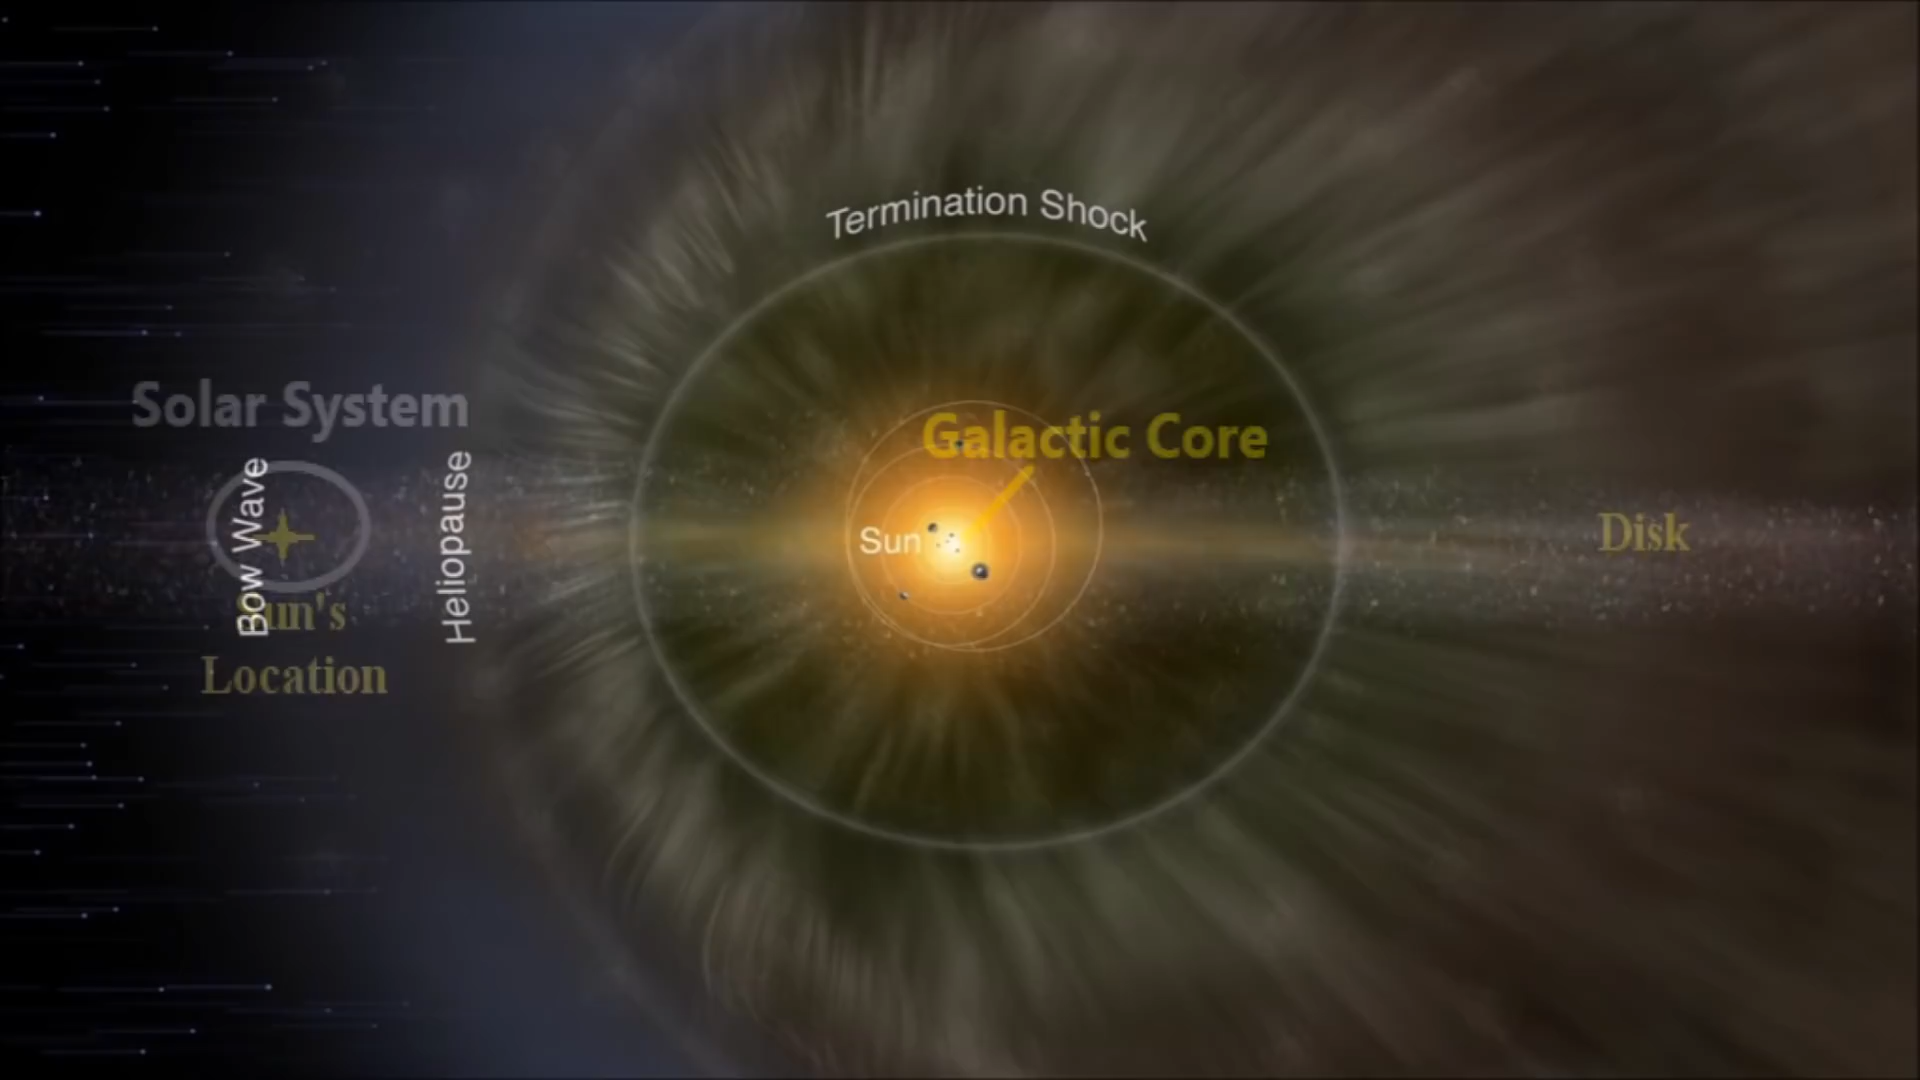 Termination Shock
Solar System
Galactic Core
Bow Wave
Heliopause
Sun
Disk
Sun's
Location